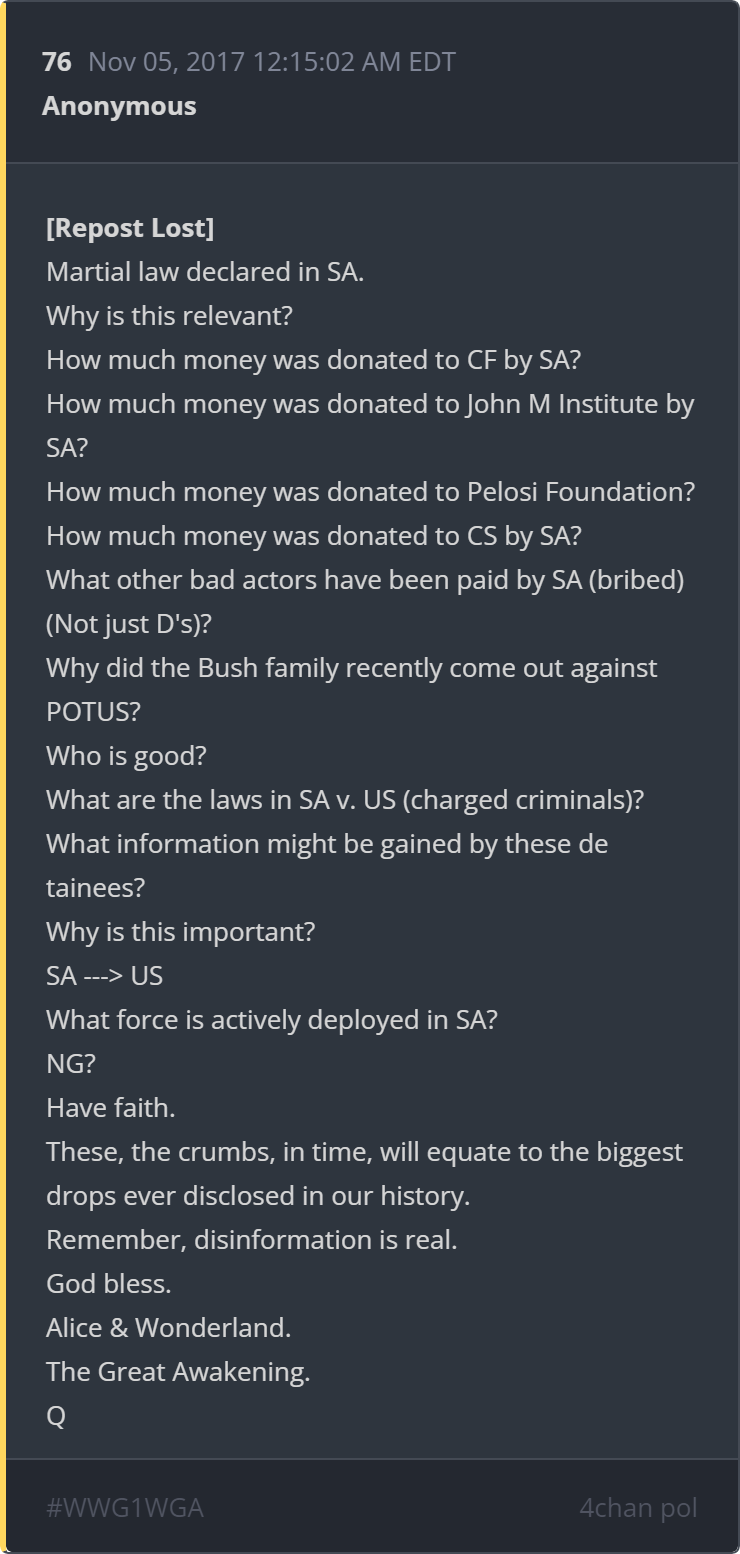 76 Nov 05, 2017 12:15:02 AM EDT
Anonymous
[Repost Lost]
Martial law declared in SA.
Why is this relevant?
How much money was donated to CF by SA?
How much money was donated to John M Institute by
SA?
How much money was donated to Pelosi Foundation?
How much money was donated to CS by SA?
What other bad actors have been paid by SA (bribed)
(Not just D's)?
Why did the Bush family recently come out against
POTUS?
Who is good?
What are the laws in SA v. US (charged criminals)?
What information might be gained by these de
tainees?
Why is this important?
SA ---> US
What force is actively deployed in SA?
NG?
Have faith.
These, the crumbs, in time, will equate to the biggest
drops ever disclosed in our history.
Remember, disinformation is real.
God bless.
Alice & Wonderland.
The Great Awakening.
Q
#WWG1WGA 4chan pol